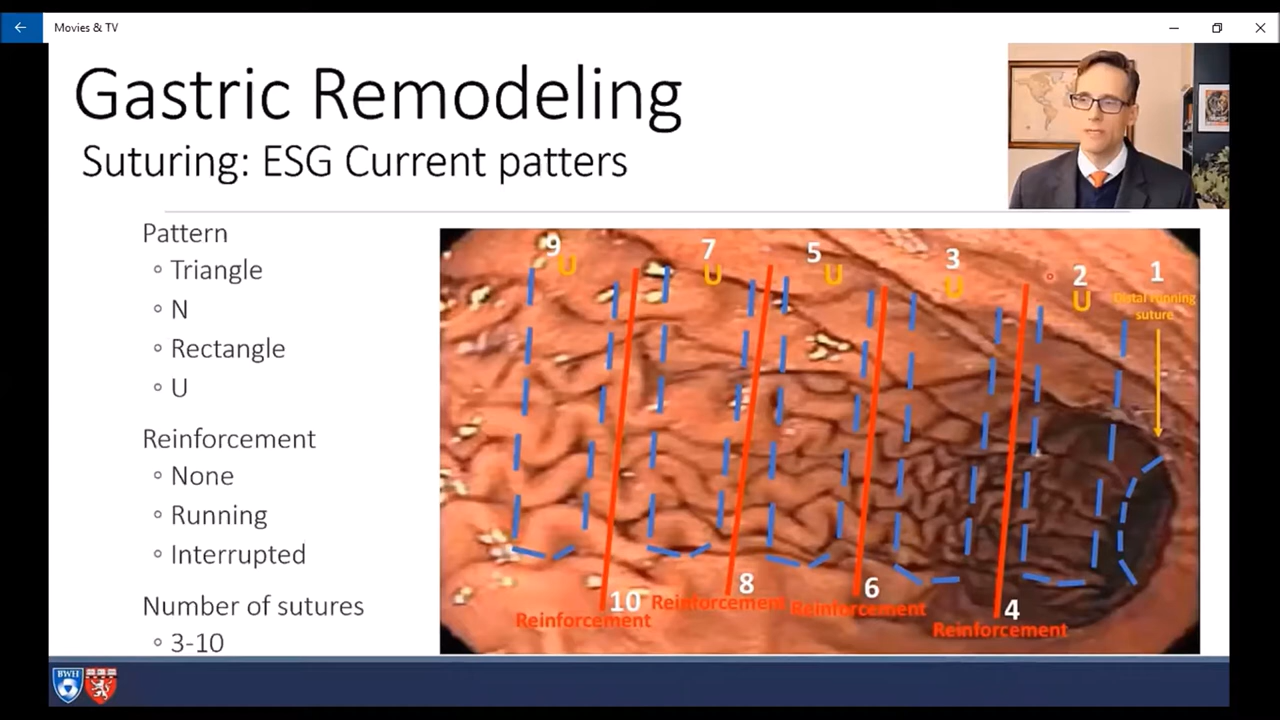 Movies & TV
Gastric Remodeling
Suturing: ESG Current patters
Pattern
Triangle
N
Rectangle
U
Reinforcement
None
Running
Interrupted
Number of sutures
3-10
9
U
7
U
5
U
3
U
2
U
1
Distal running
suture
10
Reinforcement
8
Reinforcement
6
Reinforcement
4
Reinforcement
BWH